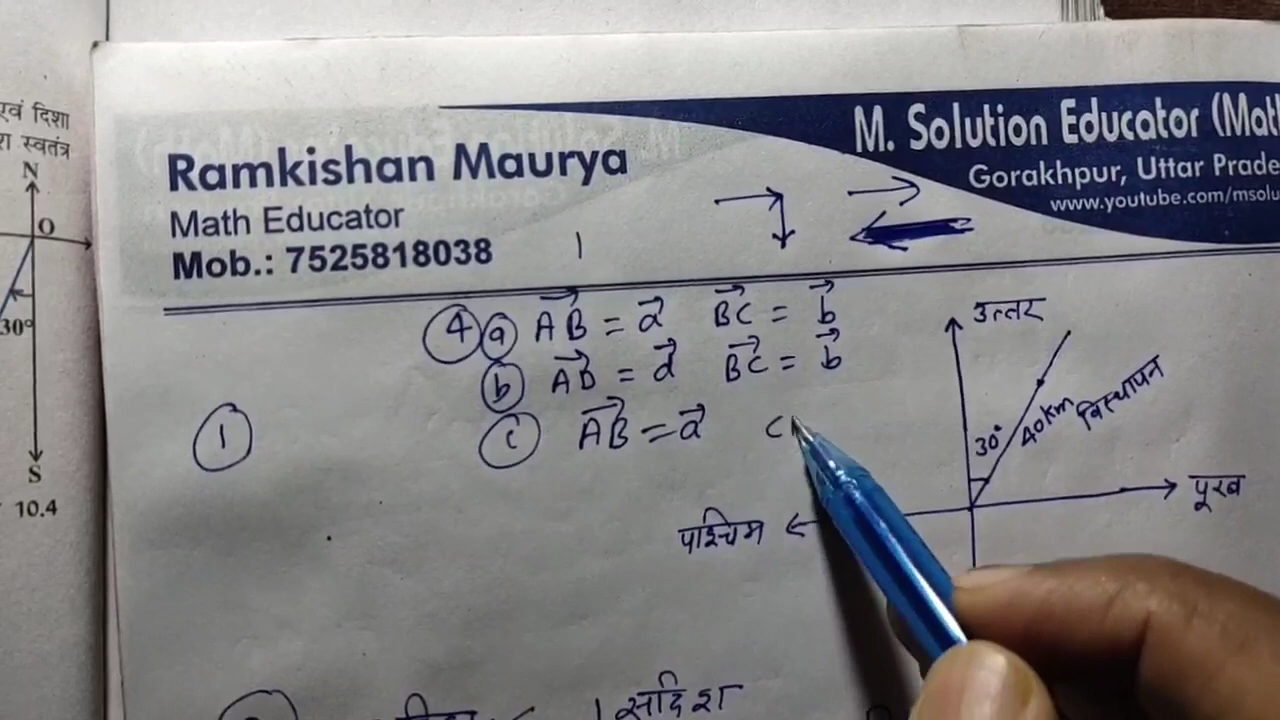 एवं दिशा
स्वतंत्र
N
O
30°
S
10.4
Ramkishan Maurya
Math Educator
Mob.: 7525818038
M. Solution Educator (Mat
Gorakhpur, Uttar Prade
www.youtube.com/msolu
1
④ ⓐ AB⃗ = a⃗ BC⃗ = b⃗
ⓑ AB⃗ = a⃗ BC⃗ = b⃗
ⓒ AB⃗ = a⃗ C
①
उत्तर
30°
40km विस्थापन
पूरब
पश्चिम
सदिश